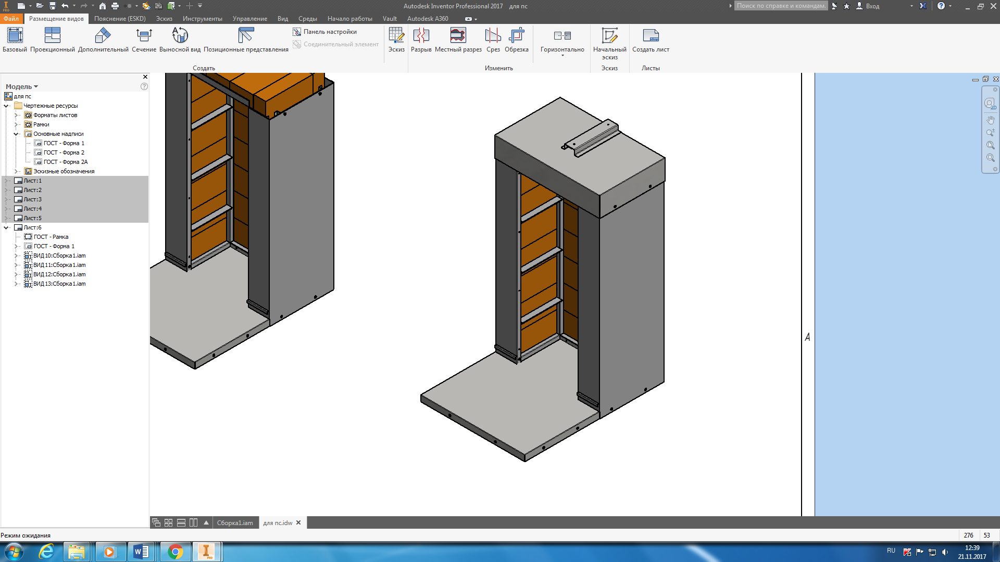 Autodesk Inventor Professional 2017 для пс
Поиск по справке и командам.
Вход
PRO
Файл Размещение видов Пояснение (ESKD) Эскиз Инструменты Управление Вид Среды Начало работы Vault Autodesk A360
Базовый Проекционный Дополнительный Сечение Выносной вид Позиционные представления
Панель настройки
Соединительный элемент
Эскиз Разрыв Местный разрез Срез Обрезка Горизонтально Начальный эскиз Создать лист
Создать Изменить Эскиз Листы
Модель
для пс
Чертежные ресурсы
Форматы листов
Рамки
Основные надписи
ГОСТ - Форма 1
ГОСТ - Форма 2
ГОСТ - Форма 2А
Эскизные обозначения
Лист:1
Лист:2
Лист:3
Лист:4
Лист:5
Лист:6
ГОСТ - Рамка
ГОСТ - Форма 1
ВИД10:Сборка1.iam
ВИД11:Сборка1.iam
ВИД12:Сборка1.iam
ВИД13:Сборка1.iam
2D
А
Сборка1.iam для пс.idw
Режим ожидания
276 53
RU
12:39
21.11.2017